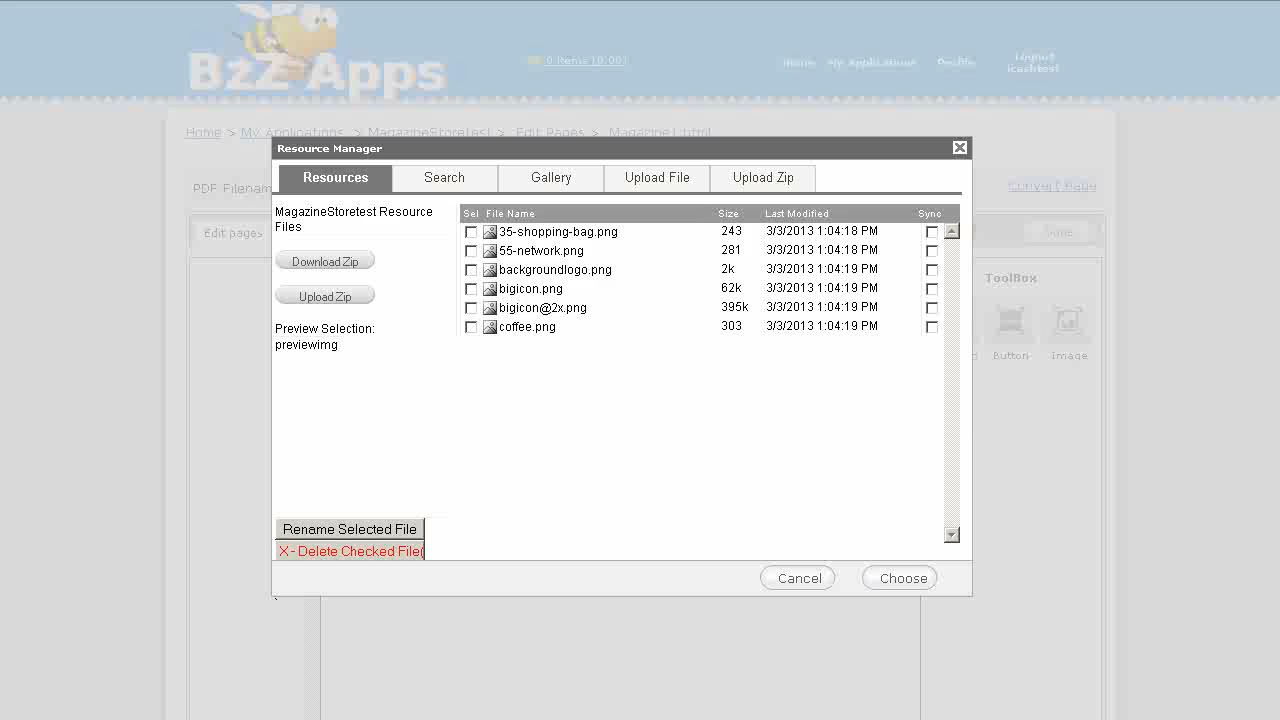 BzZ Apps
0 items (0.00)
Home My Applications Profile Logout
icashtest
Home > My Applications > MagazineStoretest > Edit Pages > Magazine1.html
Resource Manager
PDF Filenam
Convert Page
Resources Search Gallery Upload File Upload Zip
MagazineStoretest Resource
Files
Sel File Name Size Last Modified Sync
35-shopping-bag.png 243 3/3/2013 1:04:18 PM
55-network.png 281 3/3/2013 1:04:18 PM
backgroundlogo.png 2k 3/3/2013 1:04:19 PM
bigicon.png 62k 3/3/2013 1:04:19 PM
bigicon@2x.png 395k 3/3/2013 1:04:19 PM
coffee.png 303 3/3/2013 1:04:19 PM
Edit pages
Download Zip
Upload Zip
Preview Selection:
previewimg
ToolBox
Button Image
Rename Selected File
X - Delete Checked File(
Cancel Choose